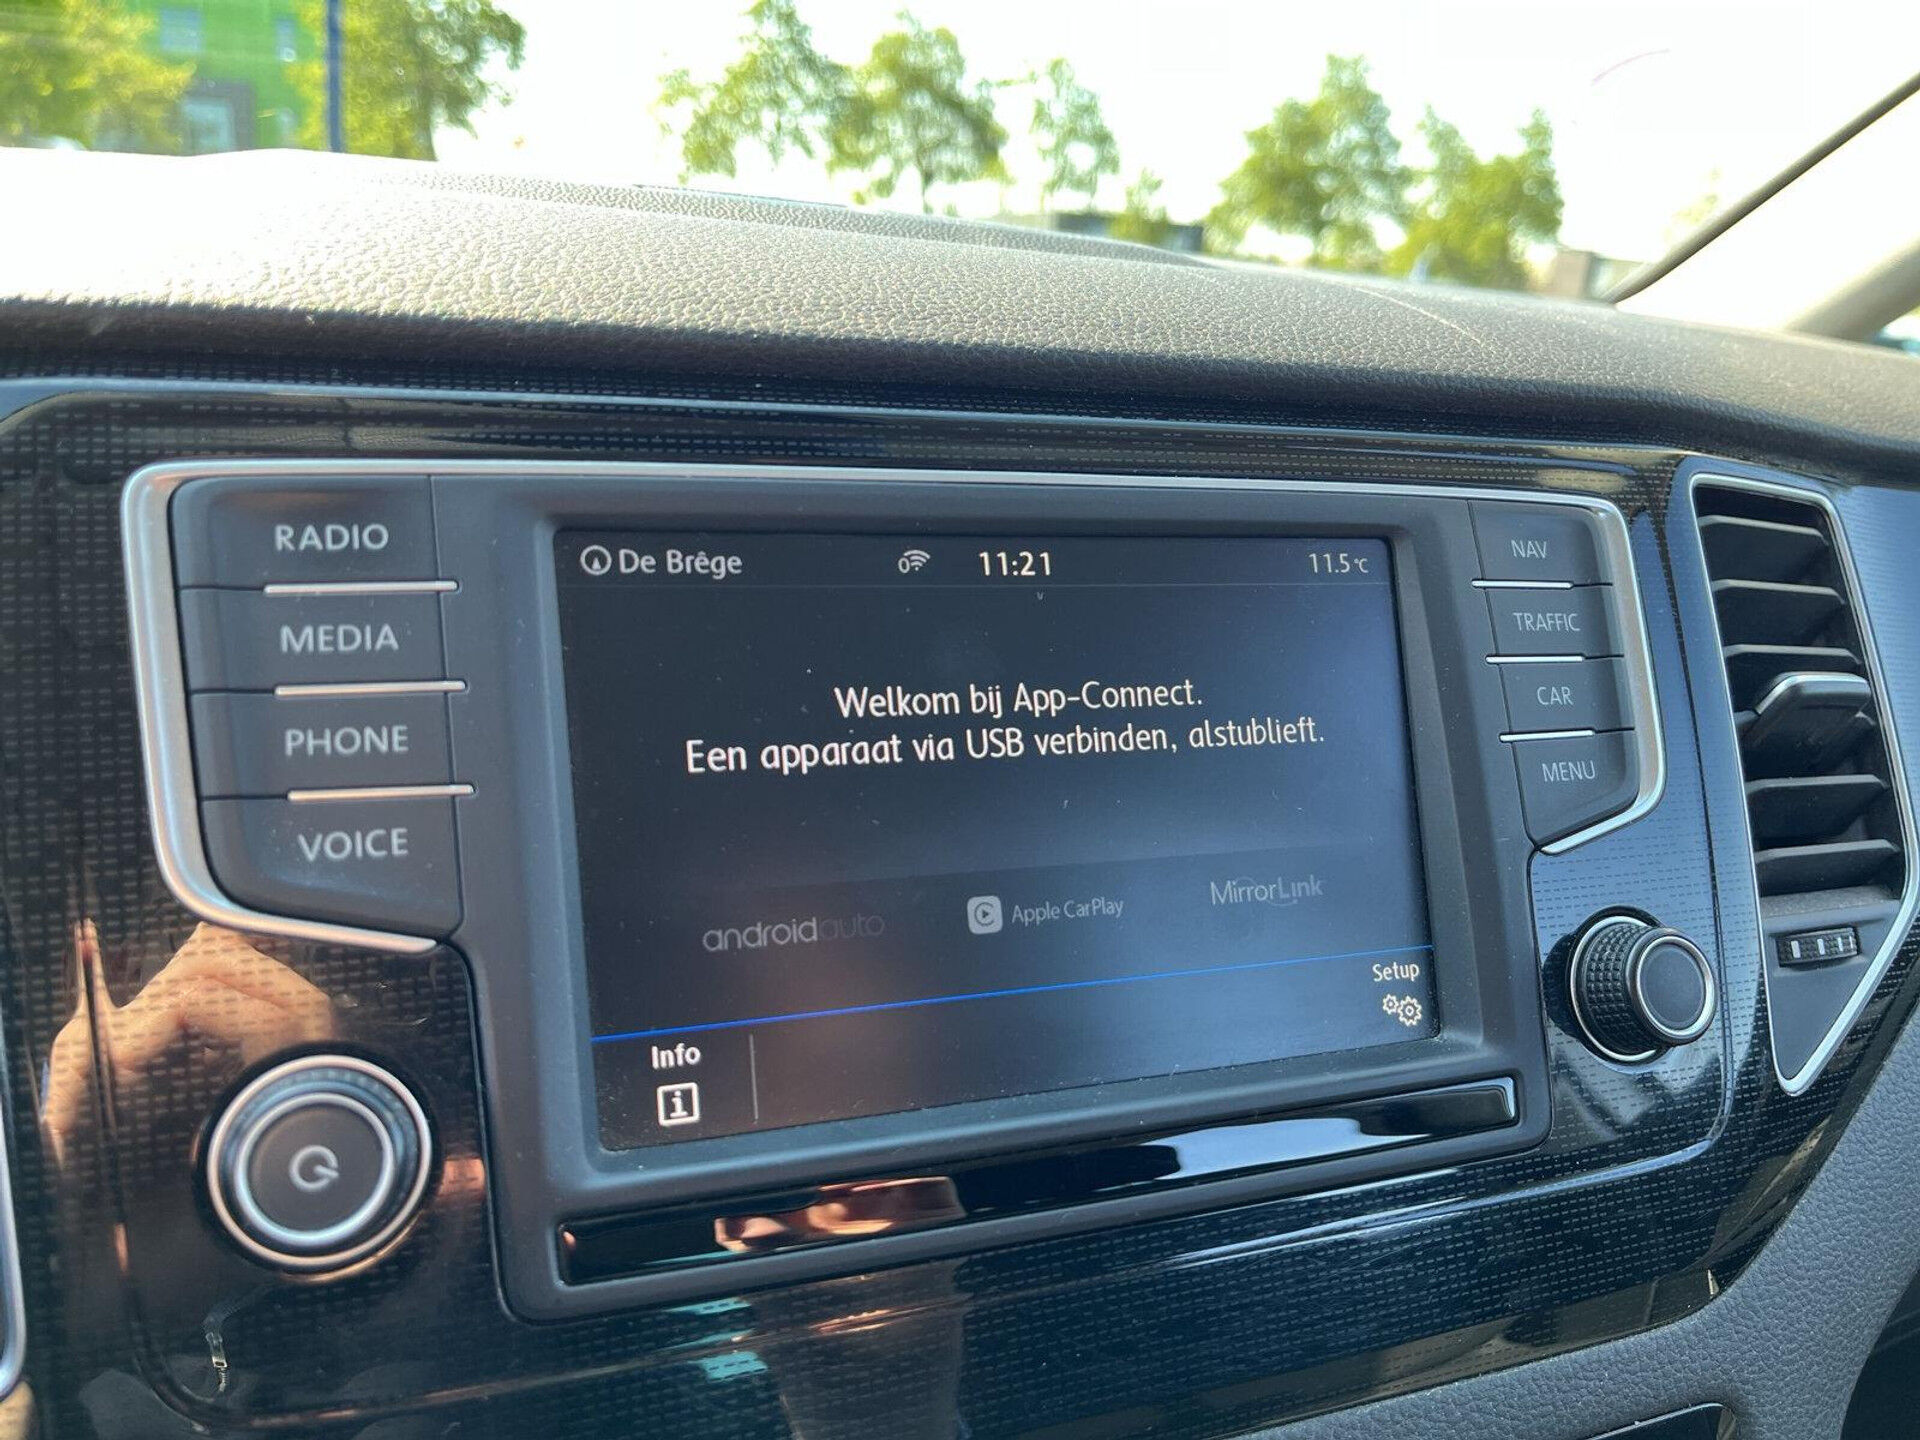 RADIO
MEDIA
PHONE
VOICE
De Brêge
0
11:21
11.5°C
Welkom bij App-Connect.
Een apparaat via USB verbinden, alstublieft.
androidauto
Apple CarPlay
MirrorLink
Setup
Info
i
NAV
TRAFFIC
CAR
MENU